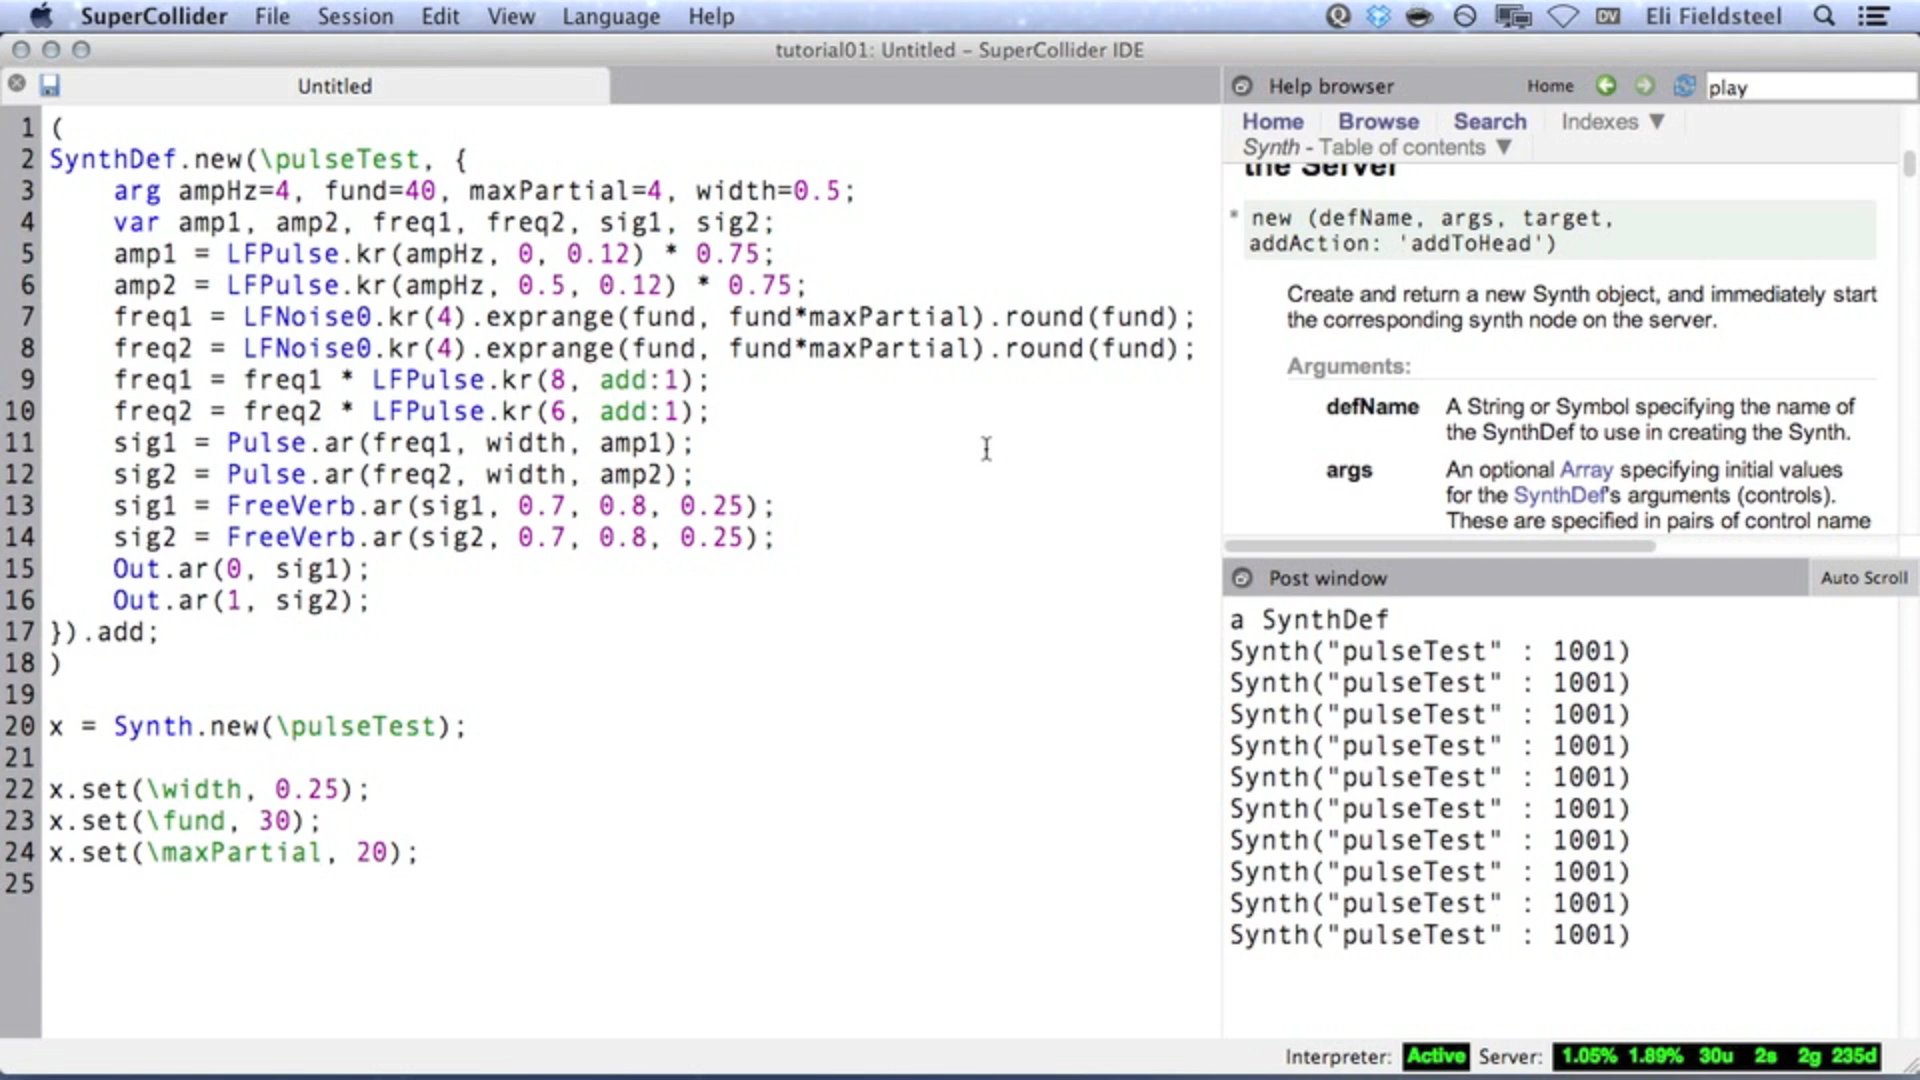 SuperCollider File Session Edit View Language Help DV Eli Fieldsteel
tutorial01: Untitled – SuperCollider IDE
Untitled
1 (
2 SynthDef.new(\pulseTest, {
3 arg ampHz=4, fund=40, maxPartial=4, width=0.5;
4 var amp1, amp2, freq1, freq2, sig1, sig2;
5 amp1 = LFPulse.kr(ampHz, 0, 0.12) * 0.75;
6 amp2 = LFPulse.kr(ampHz, 0.5, 0.12) * 0.75;
7 freq1 = LFNoise0.kr(4).exprange(fund, fund*maxPartial).round(fund);
8 freq2 = LFNoise0.kr(4).exprange(fund, fund*maxPartial).round(fund);
9 freq1 = freq1 * LFPulse.kr(8, add:1);
10 freq2 = freq2 * LFPulse.kr(6, add:1);
11 sig1 = Pulse.ar(freq1, width, amp1);
12 sig2 = Pulse.ar(freq2, width, amp2);
13 sig1 = FreeVerb.ar(sig1, 0.7, 0.8, 0.25);
14 sig2 = FreeVerb.ar(sig2, 0.7, 0.8, 0.25);
15 Out.ar(0, sig1);
16 Out.ar(1, sig2);
17 }).add;
18 )
19
20 x = Synth.new(\pulseTest);
21
22 x.set(\width, 0.25);
23 x.set(\fund, 30);
24 x.set(\maxPartial, 20);
25
Help browser Home play
Home Browse Search Indexes ▼
Synth - Table of contents ▼
the Server
* new (defName, args, target,
addAction: 'addToHead')
Create and return a new Synth object, and immediately start
the corresponding synth node on the server.
Arguments:
defName A String or Symbol specifying the name of
the SynthDef to use in creating the Synth.
args An optional Array specifying initial values
for the SynthDef's arguments (controls).
These are specified in pairs of control name
Post window Auto Scroll
a SynthDef
Synth("pulseTest" : 1001)
Synth("pulseTest" : 1001)
Synth("pulseTest" : 1001)
Synth("pulseTest" : 1001)
Synth("pulseTest" : 1001)
Synth("pulseTest" : 1001)
Synth("pulseTest" : 1001)
Synth("pulseTest" : 1001)
Synth("pulseTest" : 1001)
Synth("pulseTest" : 1001)
Interpreter: Active Server: 1.05% 1.89% 30u 2s 2g 235d